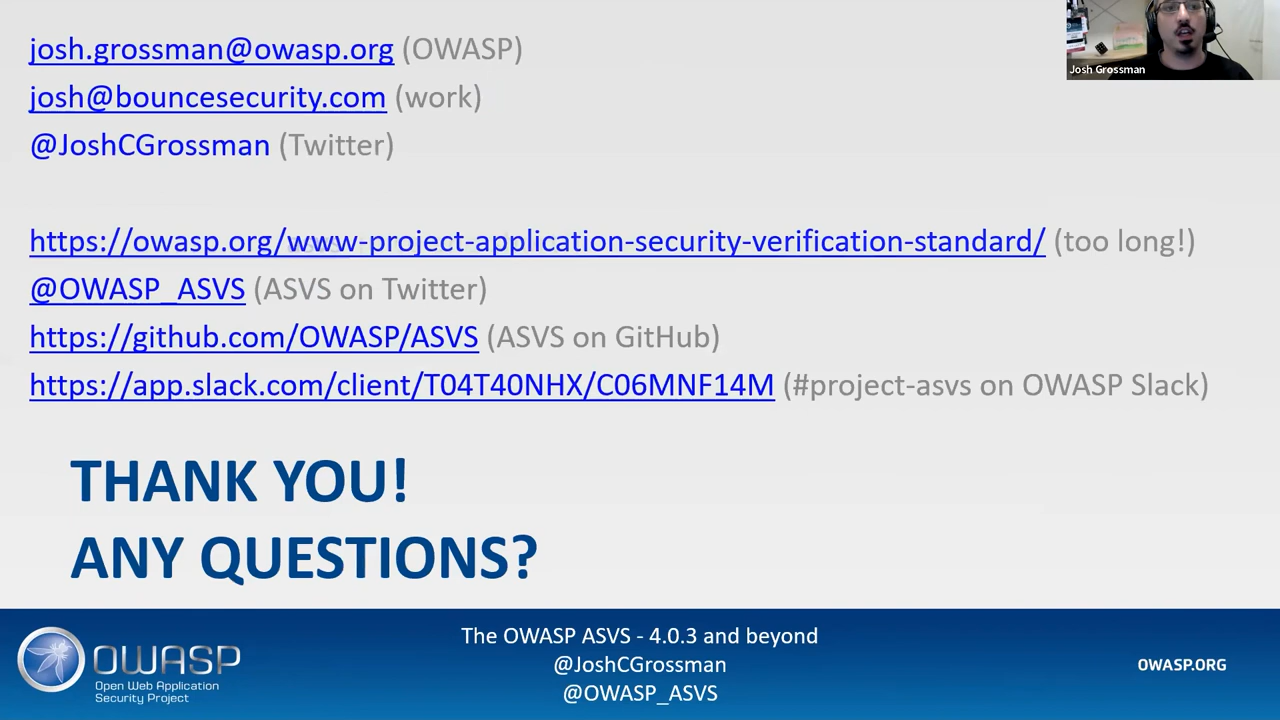 josh.grossman@owasp.org (OWASP)
josh@bouncesecurity.com (work)
@JoshCGrossman (Twitter)
Josh Grossman
https://owasp.org/www-project-application-security-verification-standard/ (too long!)
@OWASP_ASVS (ASVS on Twitter)
https://github.com/OWASP/ASVS (ASVS on GitHub)
https://app.slack.com/client/T04T40NHX/C06MNF14M (#project-asvs on OWASP Slack)
THANK YOU!
ANY QUESTIONS?
OWASP
Open Web Application
Security Project
The OWASP ASVS - 4.0.3 and beyond
@JoshCGrossman
@OWASP_ASVS
OWASP.ORG